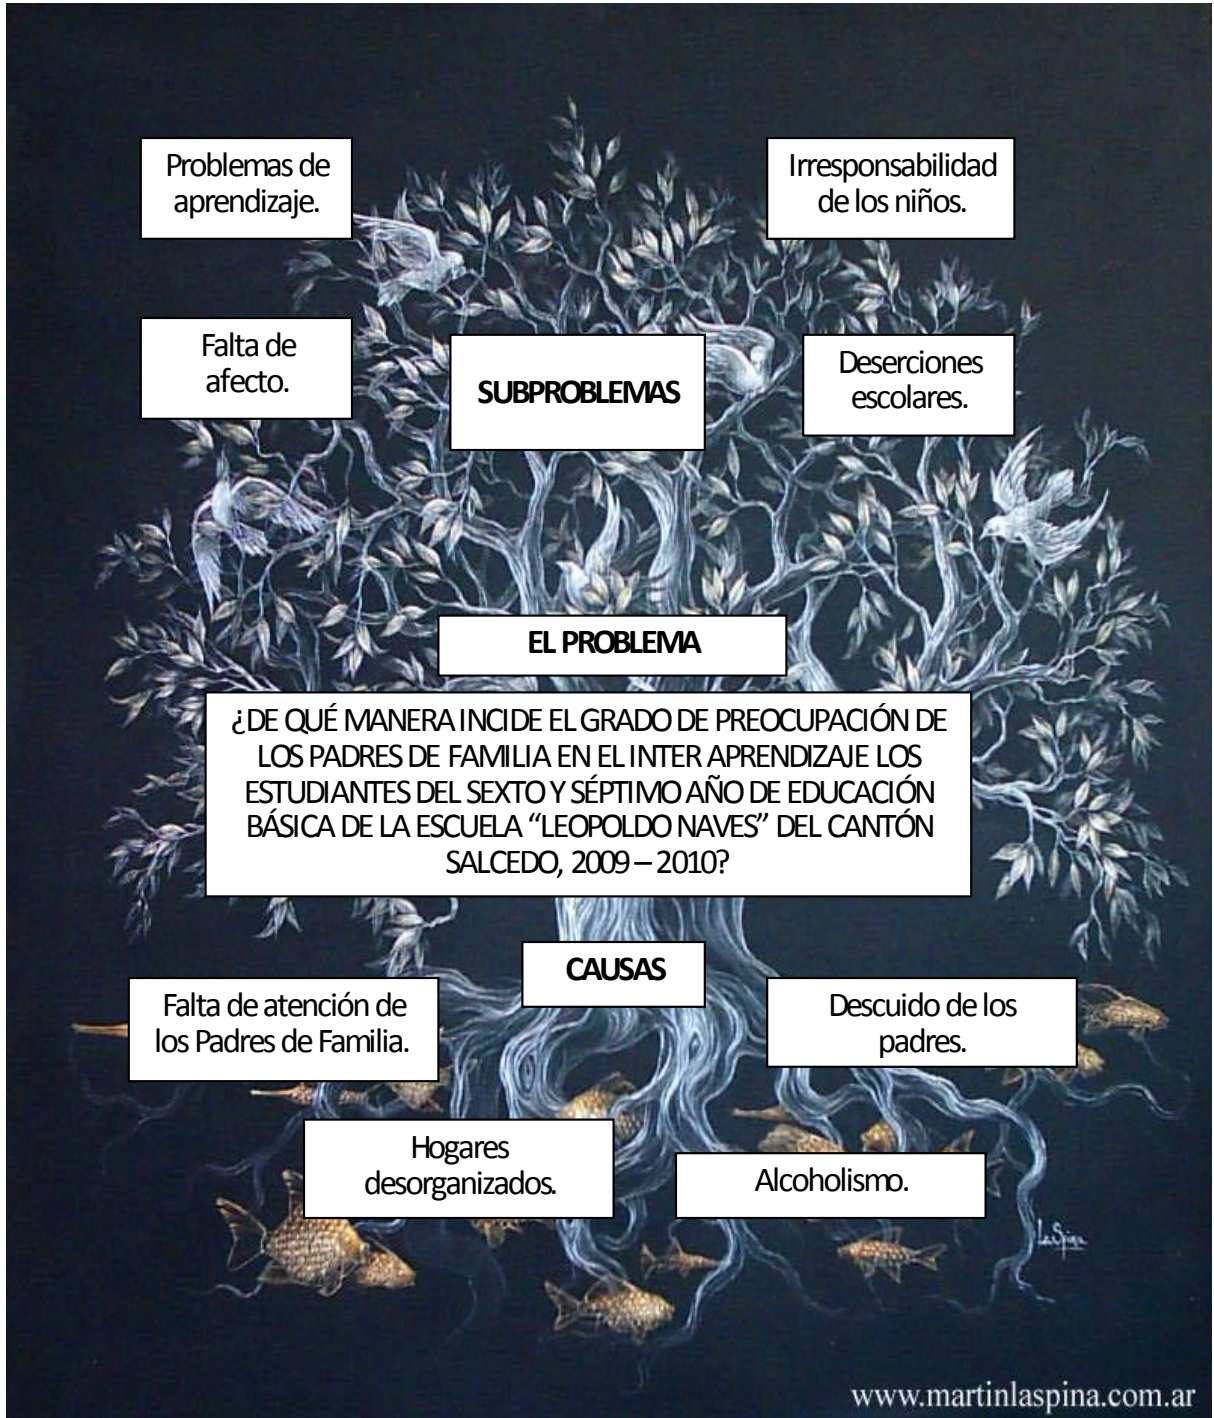 Problemas de
aprendizaje.
Irresponsabilidad
de los niños.
Falta de
afecto.
SUBPROBLEMAS
Deserciones
escolares.
EL PROBLEMA
¿DE QUÉ MANERA INCIDE EL GRADO DE PREOCUPACIÓN DE
LOS PADRES DE FAMILIA EN EL INTER APRENDIZAJE LOS
ESTUDIANTES DEL SEXTO Y SÉPTIMO AÑO DE EDUCACIÓN
BÁSICA DE LA ESCUELA “LEOPOLDO NAVES” DEL CANTÓN
SALCEDO, 2009 – 2010?
CAUSAS
Falta de atención de
los Padres de Familia.
Descuido de los
padres.
Hogares
desorganizados.
Alcoholismo.
LaSpina
www.martinlaspina.com.ar